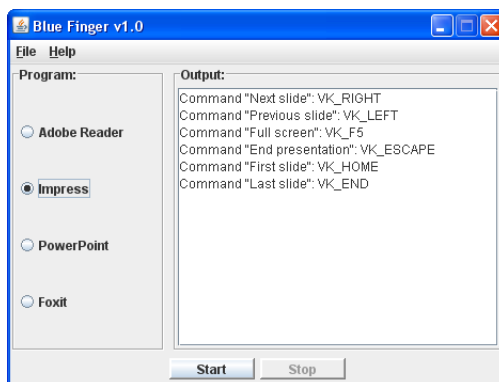 Blue Finger v1.0
File Help
Program:
Adobe Reader
Impress
PowerPoint
Foxit
Output:
Command "Next slide": VK_RIGHT
Command "Previous slide": VK_LEFT
Command "Full screen": VK_F5
Command "End presentation": VK_ESCAPE
Command "First slide": VK_HOME
Command "Last slide": VK_END
Start Stop